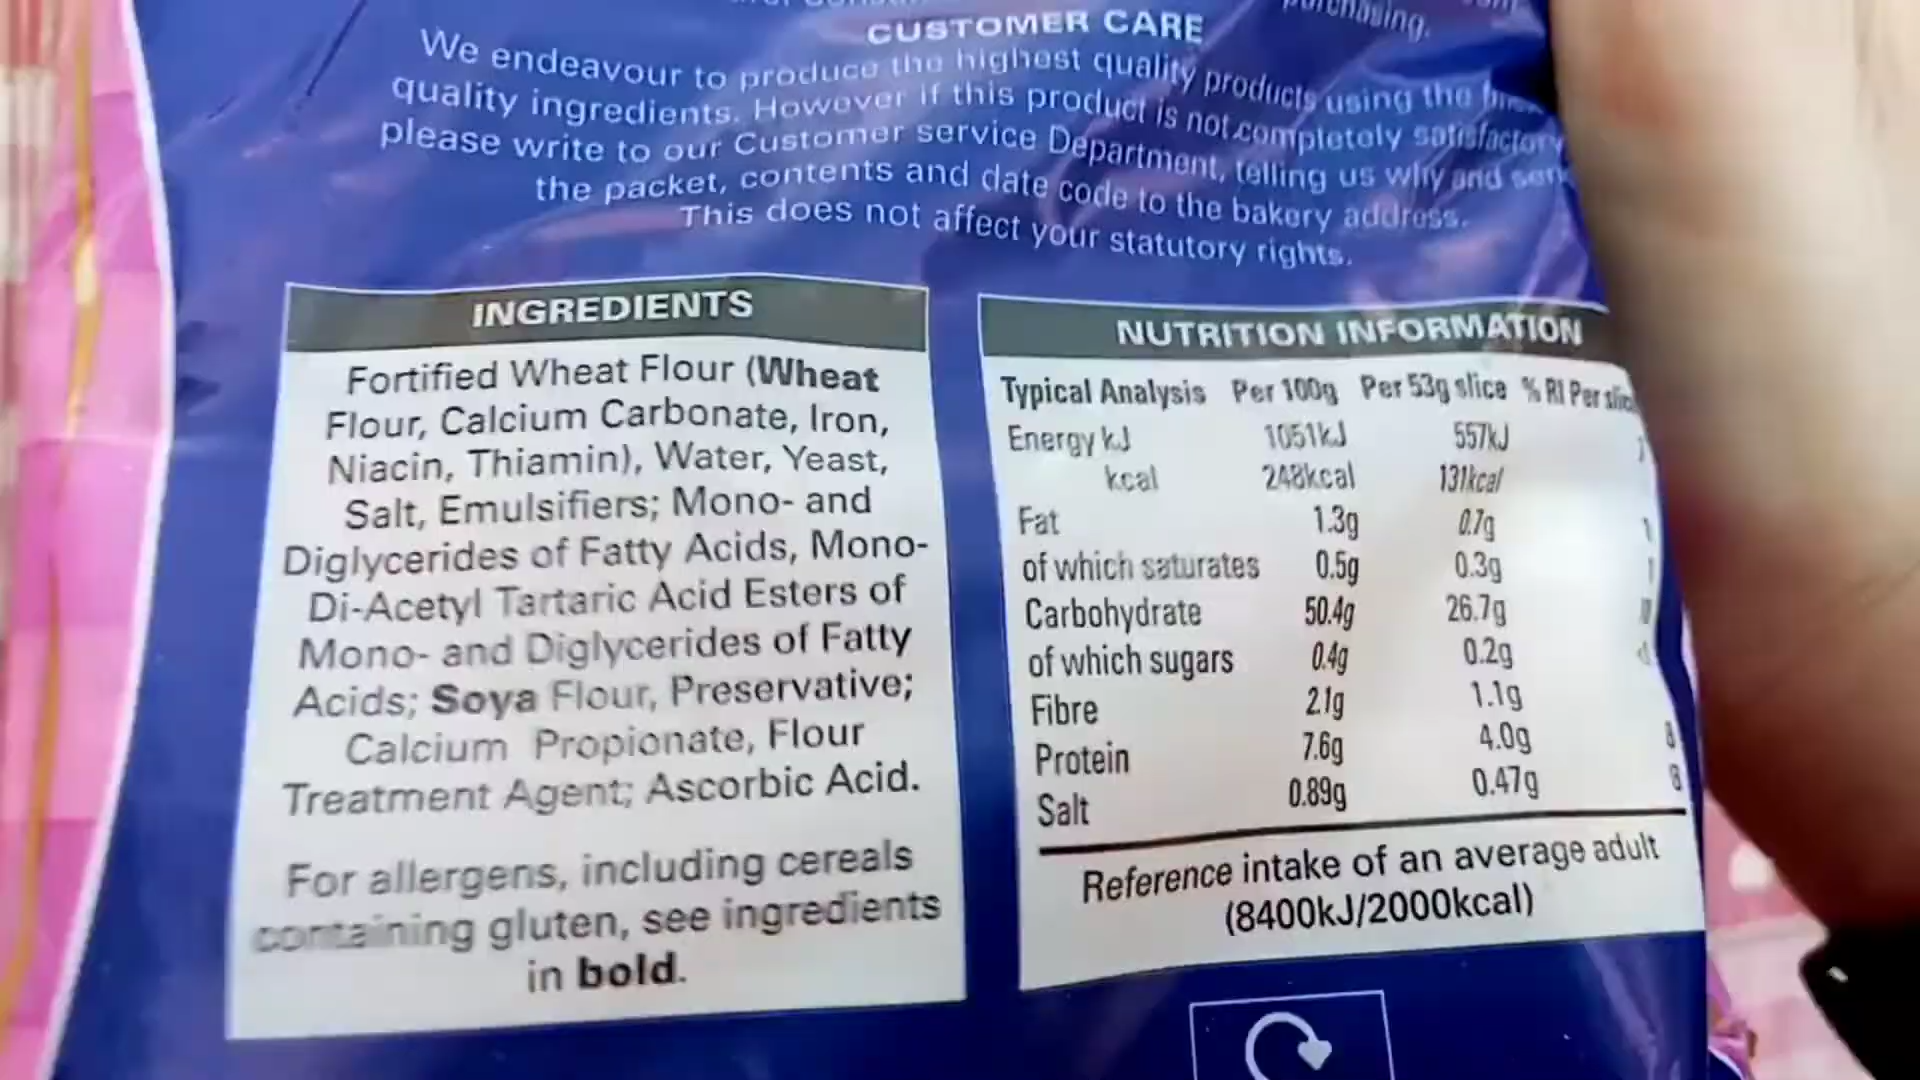 purchasing.
CUSTOMER CARE
We endeavour to produce the highest quality products using the
quality ingredients. However if this product is not completely satisfactory
please write to our Customer service Department, telling us why and
the packet, contents and date code to the bakery address.
This does not affect your statutory rights.
INGREDIENTS
Fortified Wheat Flour (Wheat
Flour, Calcium Carbonate, Iron,
Niacin, Thiamin), Water, Yeast,
Salt, Emulsifiers; Mono- and
Diglycerides of Fatty Acids, Mono-
Di-Acetyl Tartaric Acid Esters of
Mono- and Diglycerides of Fatty
Acids; Soya Flour, Preservative;
Calcium Propionate, Flour
Treatment Agent; Ascorbic Acid.
For allergens, including cereals
containing gluten, see ingredients
in bold.
NUTRITION INFORMATION
Typical Analysis Per 100g Per 53g slice % RI Per
Energy kJ 1051kJ 557kJ
kcal 248kcal 131kcal
Fat 1.3g 0.7g
of which saturates 0.5g 0.3g
Carbohydrate 50.4g 26.7g
of which sugars 0.4g 0.2g
Fibre 2.1g 1.1g
Protein 7.6g 4.0g 8
Salt 0.89g 0.47g 8
Reference intake of an average adult
(8400kJ/2000kcal)